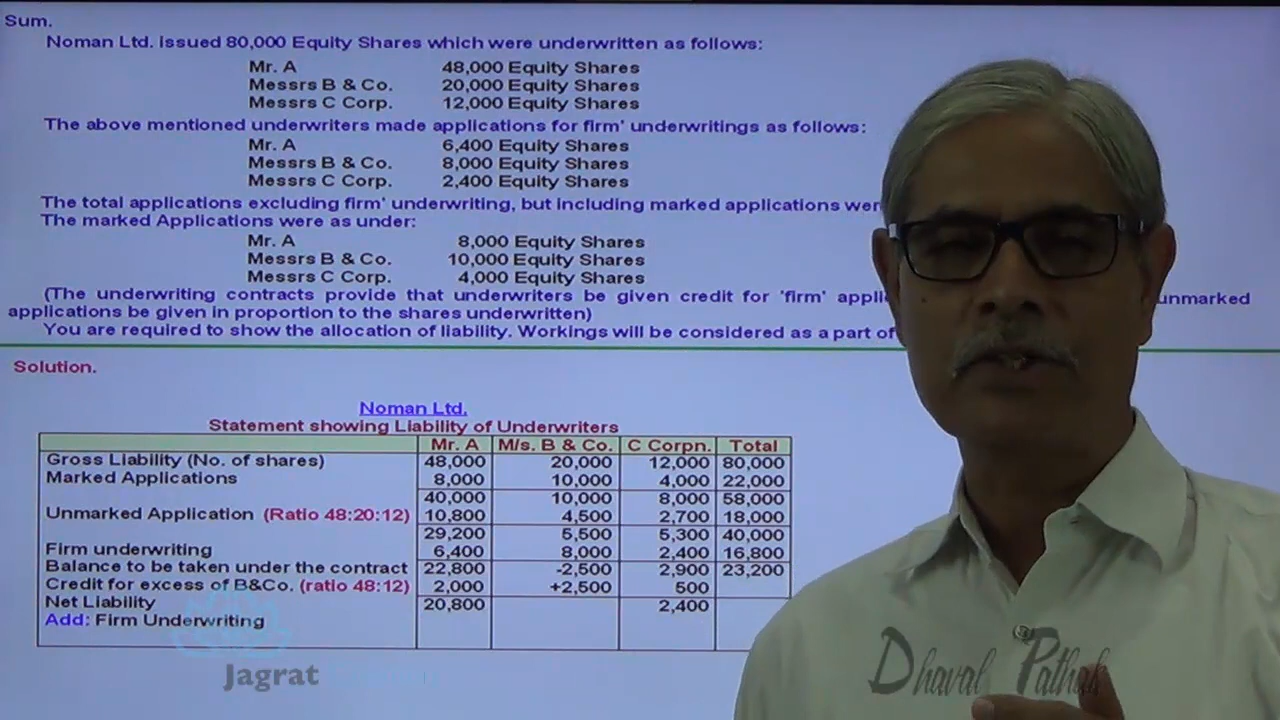 Sum.
Noman Ltd. issued 80,000 Equity Shares which were underwritten as follows:
Mr. A 48,000 Equity Shares
Messrs B & Co. 20,000 Equity Shares
Messrs C Corp. 12,000 Equity Shares
The above mentioned underwriters made applications for firm' underwritings as follows:
Mr. A 6,400 Equity Shares
Messrs B & Co. 8,000 Equity Shares
Messrs C Corp. 2,400 Equity Shares
The total applications excluding firm' underwriting, but including marked applications wer
The marked Applications were as under:
Mr. A 8,000 Equity Shares
Messrs B & Co. 10,000 Equity Shares
Messrs C Corp. 4,000 Equity Shares
(The underwriting contracts provide that underwriters be given credit for 'firm' appli unmarked
applications be given in proportion to the shares underwritten)
You are required to show the allocation of liability. Workings will be considered as a part of
Solution.
Noman Ltd.
Statement showing Liability of Underwriters
Mr. A M/s. B & Co. C Corpn. Total
Gross Liability (No. of shares) 48,000 20,000 12,000 80,000
Marked Applications 8,000 10,000 4,000 22,000
40,000 10,000 8,000 58,000
Unmarked Application (Ratio 48:20:12) 10,800 4,500 2,700 18,000
29,200 5,500 5,300 40,000
Firm underwriting 6,400 8,000 2,400 16,800
Balance to be taken under the contract 22,800 -2,500 2,900 23,200
Credit for excess of B&Co. (ratio 48:12) 2,000 +2,500 500
Net Liability 20,800 2,400
Add: Firm Underwriting
Jagrat
Dhaval Pathak